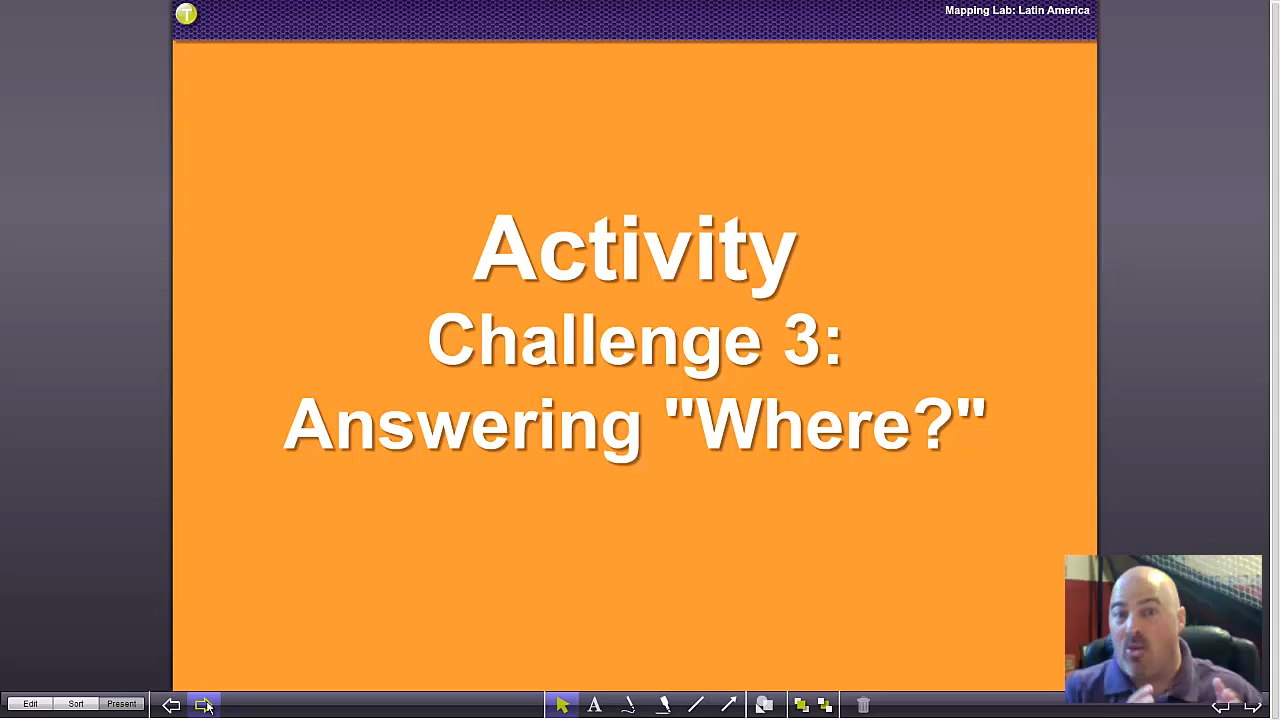 T
Mapping Lab: Latin America
Activity
Challenge 3:
Answering "Where?"
Edit
Sort
Present
A